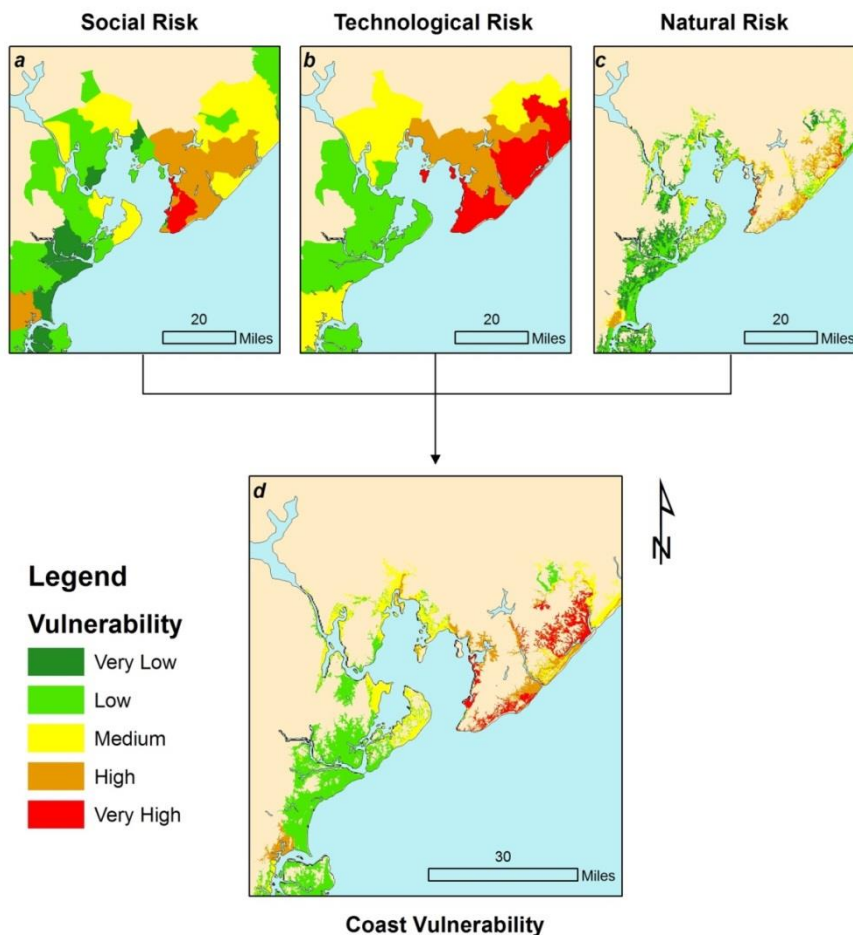 Social Risk
Technological Risk
Natural Risk
a
b
c
20
Miles
20
Miles
20
Miles
d
N
Legend
Vulnerability
Very Low
Low
Medium
High
Very High
30
Miles
Coast Vulnerability